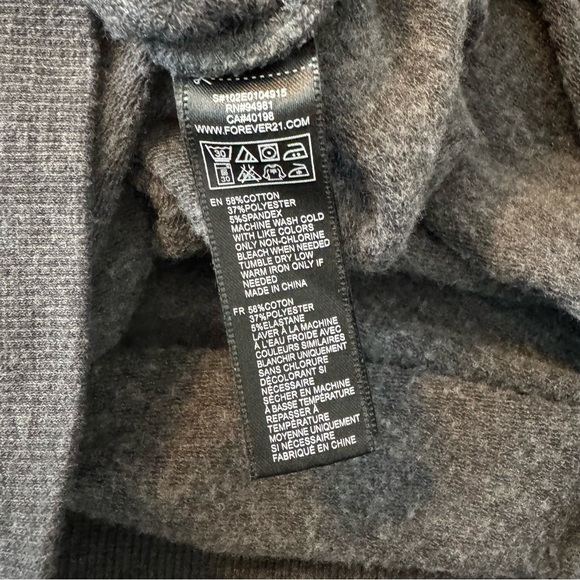 S#102E0104915
RN#94981
CA#40198
WWW.FOREVER21.COM
30
30
EN 58%COTTON
37%POLYESTER
5%SPANDEX
MACHINE WASH COLD
WITH LIKE COLORS
ONLY NON-CHLORINE
BLEACH WHEN NEEDED
TUMBLE DRY LOW
WARM IRON ONLY IF
NEEDED
MADE IN CHINA
FR 58%COTON
37%POLYESTER
5%ELASTANE
LAVER À LA MACHINE
À L'EAU FROIDE AVEC
COULEURS SIMILAIRES
BLANCHIR UNIQUEMENT
SANS CHLORURE
DÉCOLORANT SI
NÉCESSAIRE
SÉCHER EN MACHINE
À BASSE TEMPÉRATURE
REPASSER À
TEMPÉRATURE
MOYENNE UNIQUEMENT
SI NÉCESSAIRE
FABRIQUÉ EN CHINE